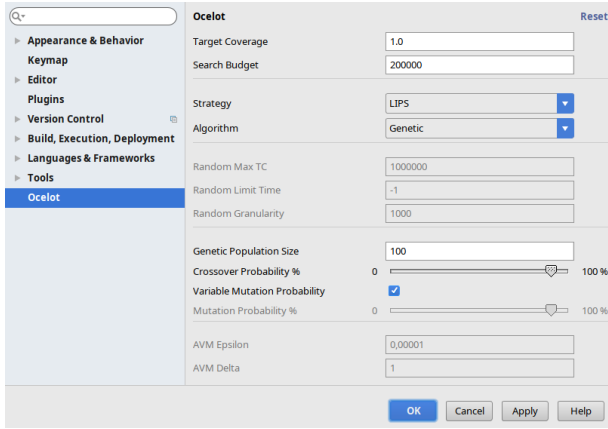 Appearance & Behavior
Keymap
Editor
Plugins
Version Control
Build, Execution, Deployment
Languages & Frameworks
Tools
Ocelot
Ocelot Reset
Target Coverage 1.0
Search Budget 200000
Strategy LIPS
Algorithm Genetic
Random Max TC 1000000
Random Limit Time -1
Random Granularity 1000
Genetic Population Size 100
Crossover Probability % 0 100 %
Variable Mutation Probability
Mutation Probability % 0 100 %
AVM Epsilon 0,00001
AVM Delta 1
OK Cancel Apply Help